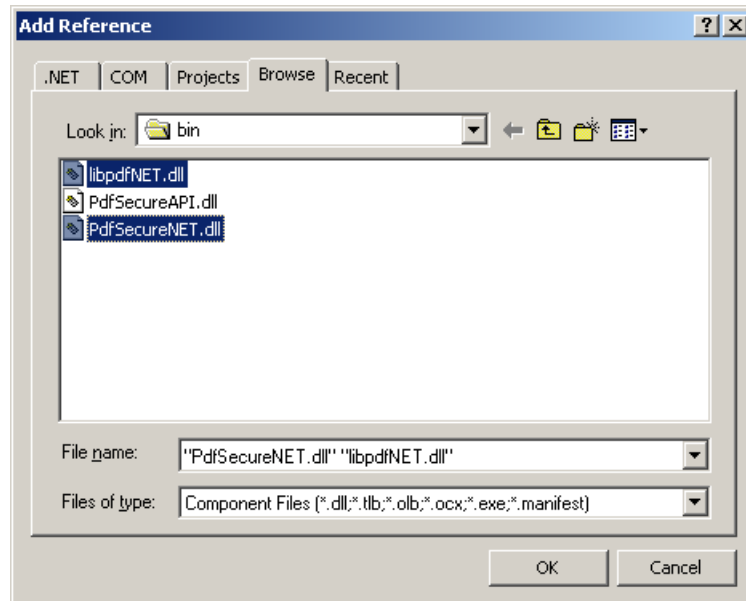 Add Reference
.NET COM Projects Browse Recent
Look in: bin
libpdfNET.dll
PdfSecureAPI.dll
PdfSecureNET.dll
File name: "PdfSecureNET.dll" "libpdfNET.dll"
Files of type: Component Files (*.dll;*.tlb;*.olb;*.ocx;*.exe;*.manifest)
OK Cancel